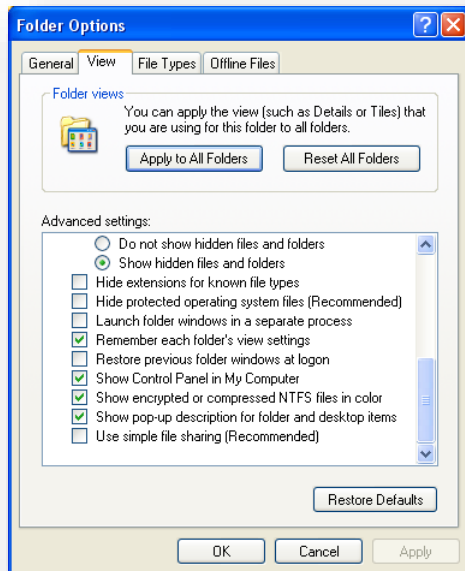 Folder Options
General View File Types Offline Files
Folder views
You can apply the view (such as Details or Tiles) that
you are using for this folder to all folders.
Apply to All Folders Reset All Folders
Advanced settings:
Do not show hidden files and folders
Show hidden files and folders
Hide extensions for known file types
Hide protected operating system files (Recommended)
Launch folder windows in a separate process
Remember each folder's view settings
Restore previous folder windows at logon
Show Control Panel in My Computer
Show encrypted or compressed NTFS files in color
Show pop-up description for folder and desktop items
Use simple file sharing (Recommended)
Restore Defaults
OK Cancel Apply